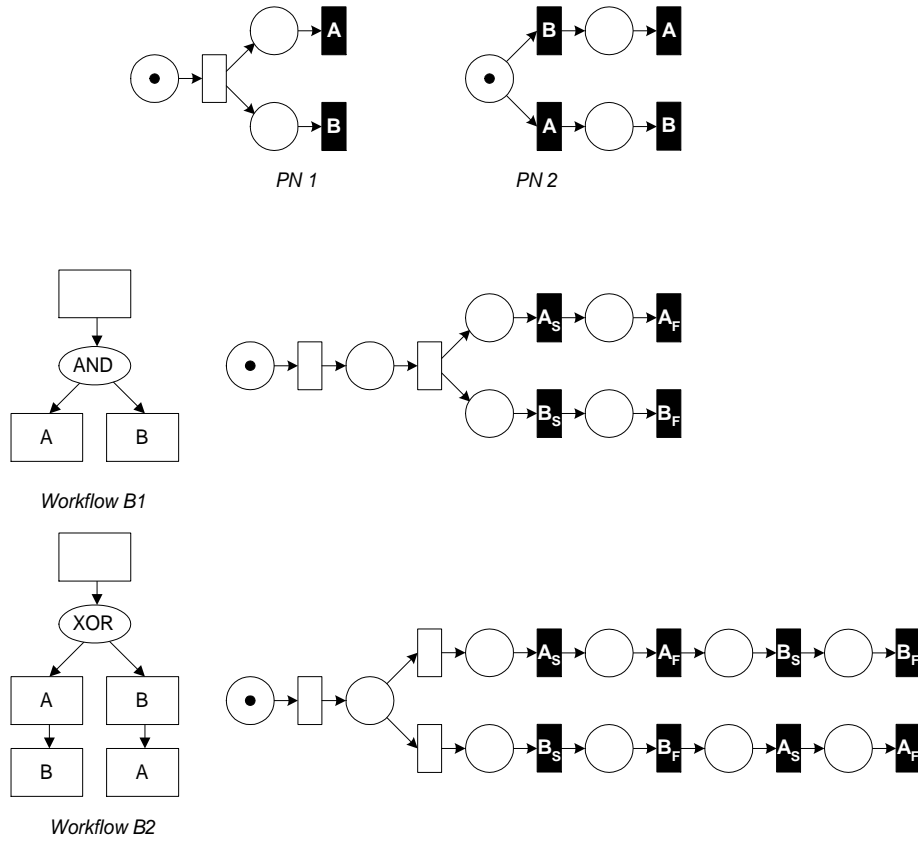 A B A
B A B
PN 1 PN 2
A_S A_F
AND
A B B_S B_F
Workflow B1
XOR
A_S A_F B_S B_F
A B
B_S B_F A_S A_F
B A
Workflow B2